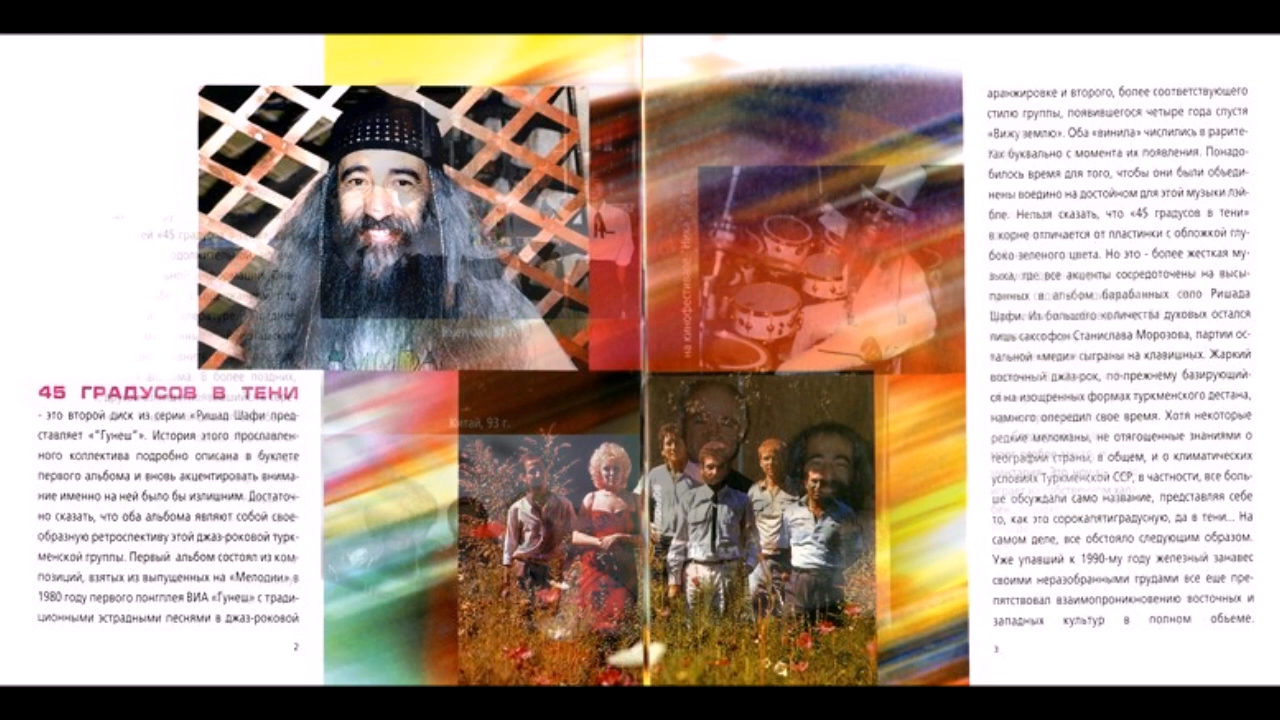 45 ГРАДУСОВ В ТЕНИ
- это второй диск из серии «Ришад Шафи пред-
ставляет «"Гунеш"». История этого прославлен-
ного коллектива подробно описана в буклете
первого альбома и вновь акцентировать внима-
ние именно на ней было бы излишним. Достаточ-
но сказать, что оба альбома являют собой свое-
образную ретроспективу этой джаз-роковой турк-
менской группы. Первый альбом состоял из ком-
позиций, взятых из выпущенных на «Мелодии» в
1980 году первого лонгплея ВИА «Гунеш» с тради-
ционными эстрадными песнями в джаз-роковой
2
Китай, 93 г.
на кинофестивале
аранжировке и второго, более соответствующего
стилю группы, появившегося четыре года спустя
«Вижу землю». Оба «винила» числились в рарите-
тах буквально с момента их появления. Понадо-
билось время для того, чтобы они были объеди-
нены воедино на достойном для этой музыки лэй-
бле. Нельзя сказать, что «45 градусов в тени»
в корне отличается от пластинки с обложкой глу-
боко-зеленого цвета. Но это - более жесткая му-
зыка, где все акценты сосредоточены на высы-
панных в альбом барабанных соло Ришада
Шафи. Из большого количества духовых остался
лишь саксофон Станислава Морозова, партии ос-
тальной «меди» сыграны на клавишных. Жаркий
восточный джаз-рок, по-прежнему базирующий-
ся на изощренных формах туркменского дестана,
намного опередил свое время. Хотя некоторые
редкие меломаны, не отягощенные знаниями о
географии страны, в общем, и о климатических
условиях Туркменской ССР, в частности, все боль-
ше обсуждали само название, представляя себе
то, как это сорокапятиградусную, да в тени... На
самом деле, все обстояло следующим образом.
Уже упавший к 1990-му году железный занавес
своими неразобранными грудами все еще пре-
пятствовал взаимопроникновению восточных и
западных культур в полном объеме.
3